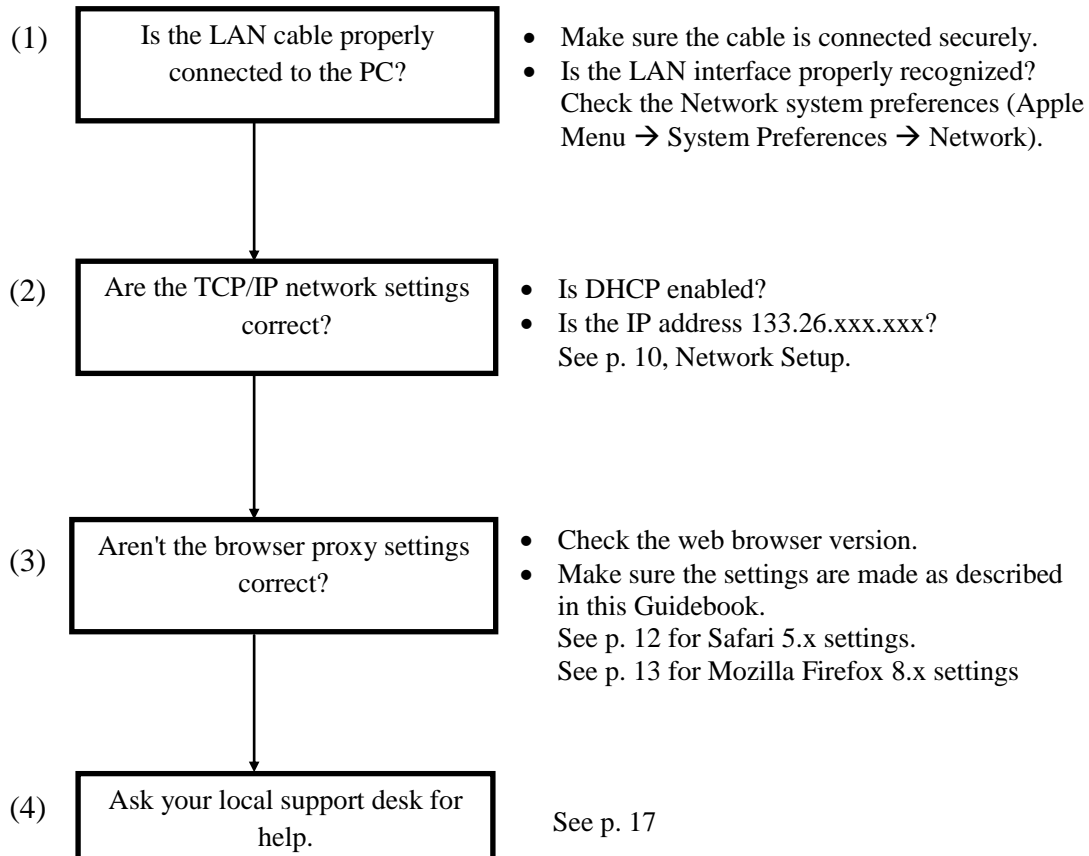 (1)
Is the LAN cable properly
connected to the PC?
• Make sure the cable is connected securely.
• Is the LAN interface properly recognized?
Check the Network system preferences (Apple
Menu → System Preferences → Network).
(2)
Are the TCP/IP network settings
correct?
• Is DHCP enabled?
• Is the IP address 133.26.xxx.xxx?
See p. 10, Network Setup.
(3)
Aren't the browser proxy settings
correct?
• Check the web browser version.
• Make sure the settings are made as described
in this Guidebook.
See p. 12 for Safari 5.x settings.
See p. 13 for Mozilla Firefox 8.x settings
(4)
Ask your local support desk for
help.
See p. 17